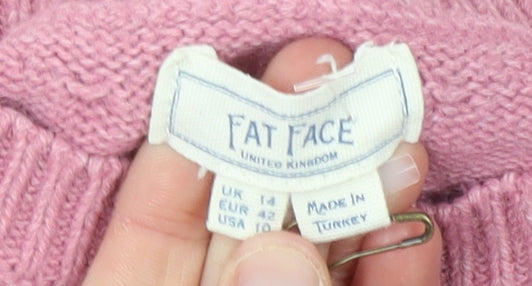 FAT FACE
UNITED KINGDOM
UK 14
EUR 42
USA 10
MADE IN
TURKEY